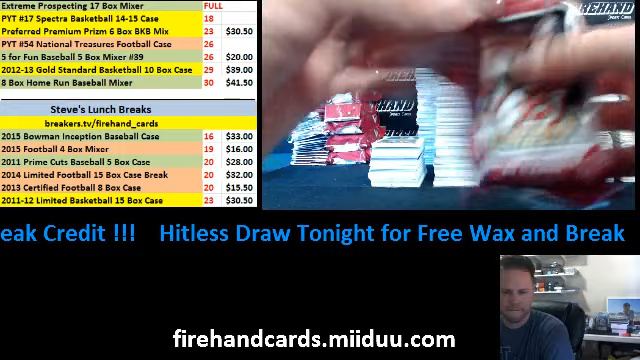 Extreme Prospecting 17 Box Mixer FULL
PYT #17 Spectra Basketball 14-15 Case 18
Preferred Premium Prizm 6 Box BKB Mix 23 $30.50
PYT #54 National Treasures Football Case 26
5 for Fun Baseball 5 Box Mixer #39 26 $20.00
2012-13 Gold Standard Basketball 10 Box Case 29 $39.00
8 Box Home Run Baseball Mixer 30 $41.50
Steve's Lunch Breaks
breakers.tv/firehand_cards
2015 Bowman Inception Baseball Case 16 $33.00
2015 Football 4 Box Mixer 19 $16.00
2011 Prime Cuts Baseball 5 Box Case 20 $28.00
2014 Limited Football 15 Box Case Break 20 $32.00
2013 Certified Football 8 Box Case 20 $15.50
2011-12 Limited Basketball 15 Box Case 23 $30.50
eak Credit !!! Hitless Draw Tonight for Free Wax and Break
firehandcards.miiduu.com